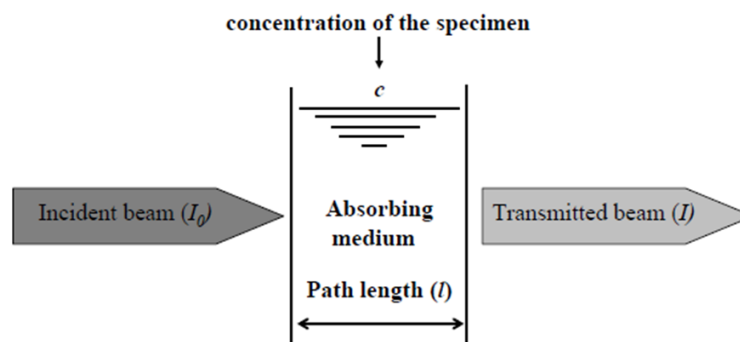 concentration of the specimen
c
Incident beam (I₀)
Absorbing
medium
Transmitted beam (I)
Path length (l)